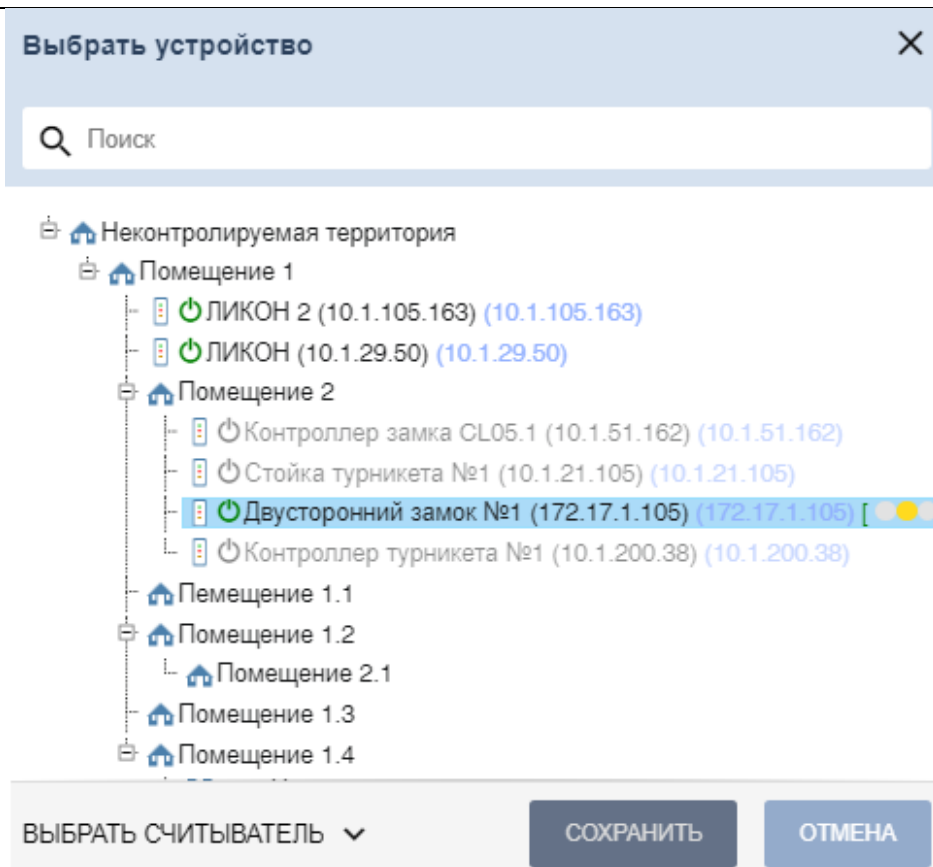 Выбрать устройство
Поиск
Неконтролируемая территория
Помещение 1
ЛИКОН 2 (10.1.105.163) (10.1.105.163)
ЛИКОН (10.1.29.50) (10.1.29.50)
Помещение 2
Контроллер замка CL05.1 (10.1.51.162) (10.1.51.162)
Стойка турникета №1 (10.1.21.105) (10.1.21.105)
Двусторонний замок №1 (172.17.1.105) (172.17.1.105) [
Контроллер турникета №1 (10.1.200.38) (10.1.200.38)
Пемещение 1.1
Помещение 1.2
Помещение 2.1
Помещение 1.3
Помещение 1.4
ВЫБРАТЬ СЧИТЫВАТЕЛЬ СОХРАНИТЬ ОТМЕНА